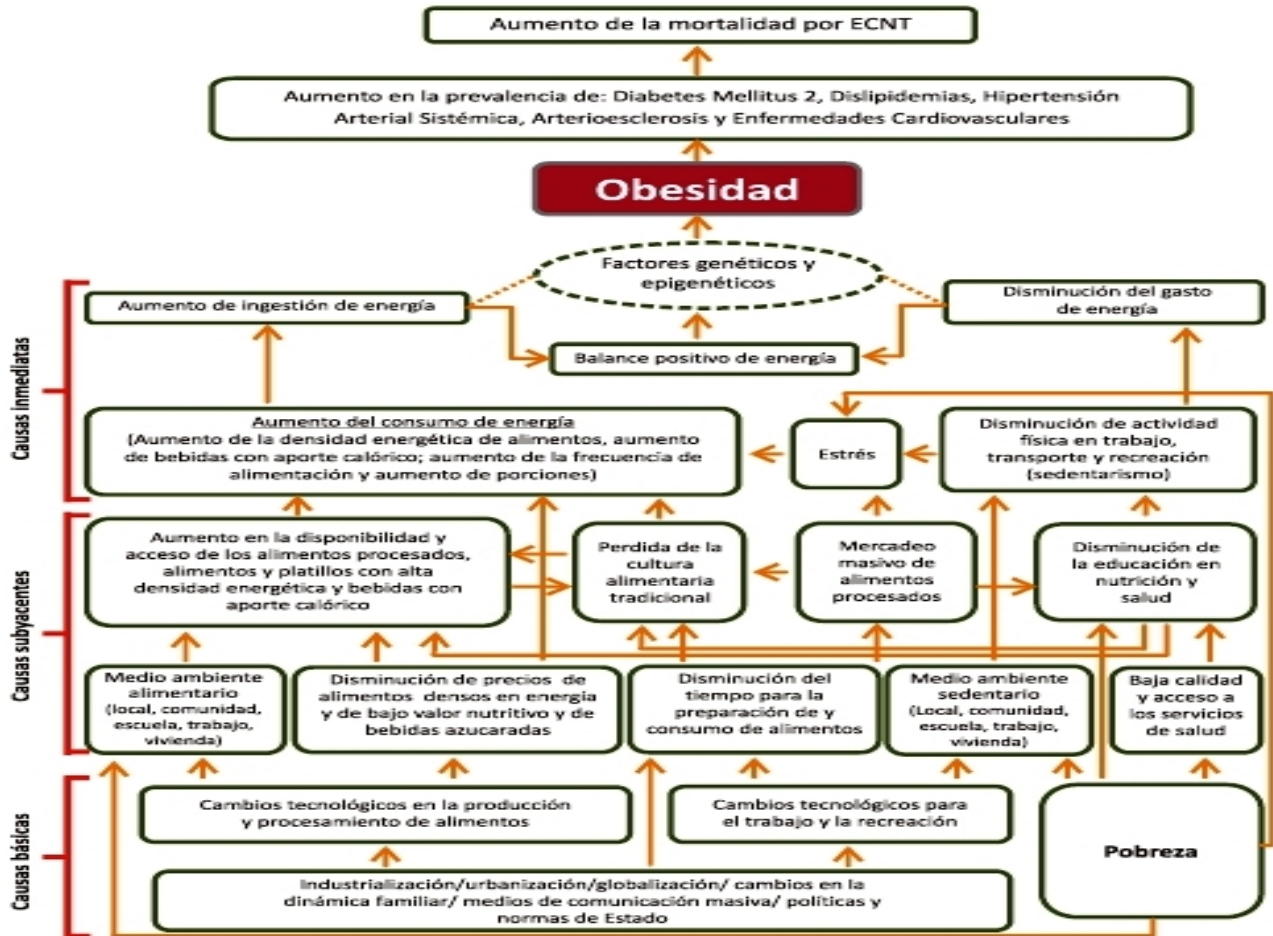 Aumento de la mortalidad por ECNT
Aumento en la prevalencia de: Diabetes Mellitus 2, Dislipidemias, Hipertensión
Arterial Sistémica, Arterioesclerosis y Enfermedades Cardiovasculares
Obesidad
Factores genéticos y
epigenéticos
Aumento de ingestión de energía
Disminución del gasto
de energía
Balance positivo de energía
Causas inmediatas
Aumento del consumo de energía
(Aumento de la densidad energética de alimentos, aumento
de bebidas con aporte calórico; aumento de la frecuencia de
alimentación y aumento de porciones)
Estrés
Disminución de actividad
física en trabajo,
transporte y recreación
(sedentarismo)
Causas subyacentes
Aumento en la disponibilidad y
acceso de los alimentos procesados,
alimentos y platillos con alta
densidad energética y bebidas con
aporte calórico
Perdida de la
cultura
alimentaria
tradicional
Mercadeo
masivo de
alimentos
procesados
Disminución de
la educación en
nutrición y
salud
Medio ambiente
alimentario
(local, comunidad,
escuela, trabajo,
vivienda)
Disminución de precios de
alimentos densos en energía
y de bajo valor nutritivo y de
bebidas azucaradas
Disminución del
tiempo para la
preparación de y
consumo de alimentos
Medio ambiente
sedentario
(Local, comunidad,
escuela, trabajo,
vivienda)
Baja calidad
y acceso a
los servicios
de salud
Causas básicas
Cambios tecnológicos en la producción
y procesamiento de alimentos
Cambios tecnológicos para
el trabajo y la recreación
Pobreza
Industrialización/urbanización/globalización/ cambios en la
dinámica familiar/ medios de comunicación masiva/ políticas y
normas de Estado